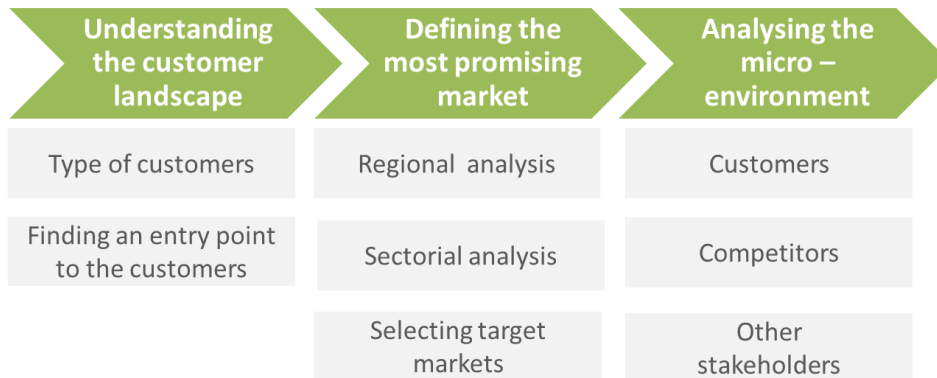 Understanding
the customer
landscape
Defining the
most promising
market
Analysing the
micro –
environment
Type of customers
Regional analysis
Customers
Finding an entry point
to the customers
Sectorial analysis
Competitors
Selecting target
markets
Other
stakeholders